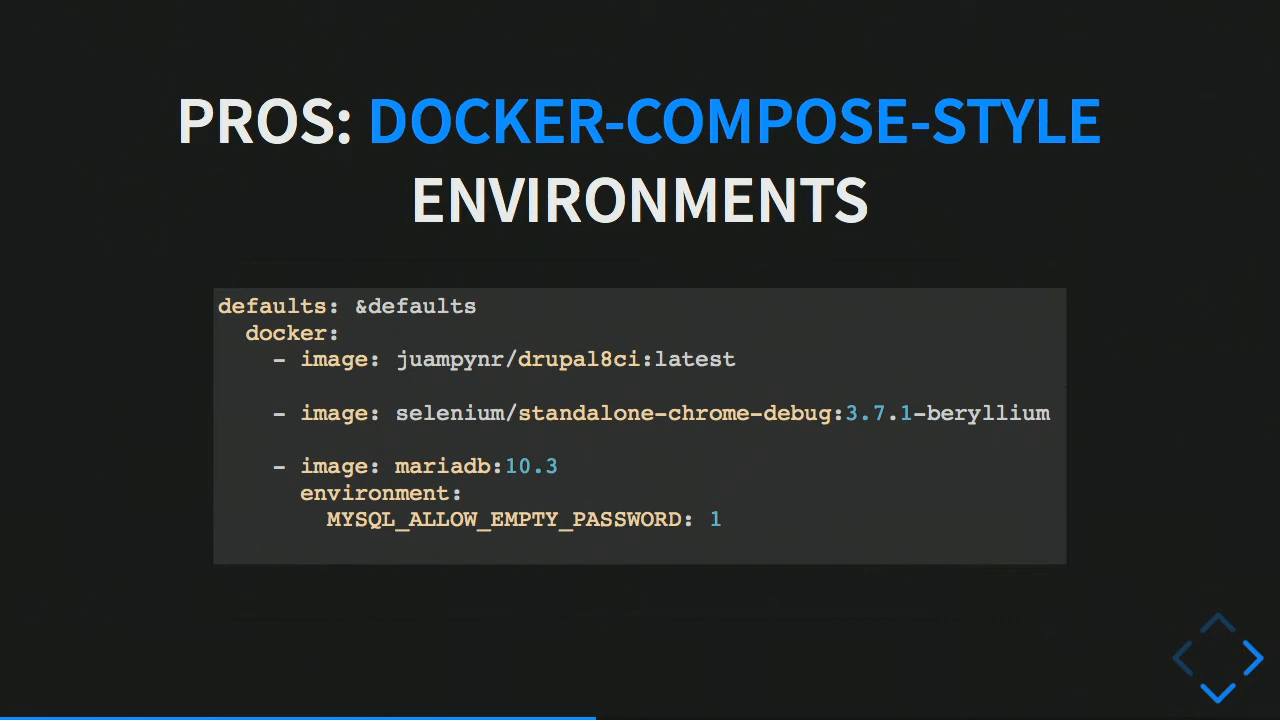 PROS: DOCKER-COMPOSE-STYLE
ENVIRONMENTS
defaults: &defaults
  docker:
    - image: juampynr/drupal8ci:latest
    - image: selenium/standalone-chrome-debug:3.7.1-beryllium
    - image: mariadb:10.3
      environment:
        MYSQL_ALLOW_EMPTY_PASSWORD: 1